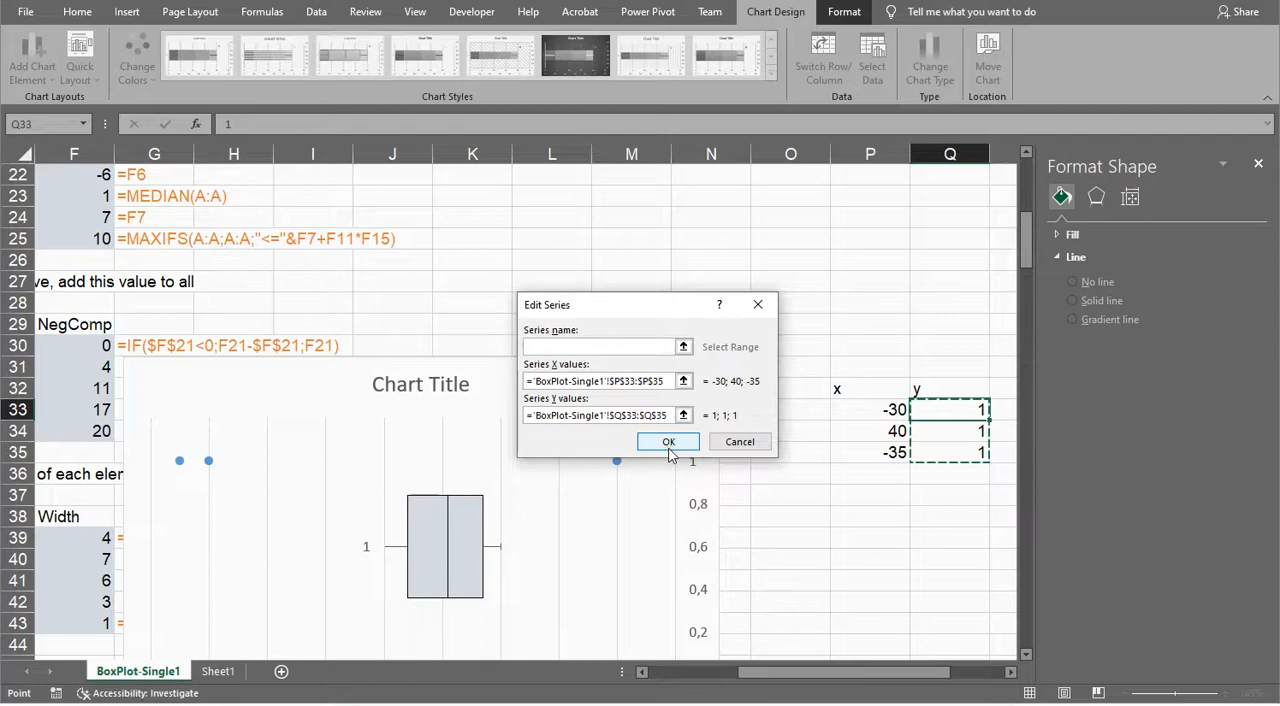 File Home Insert Page Layout Formulas Data Review View Developer Help Acrobat Power Pivot Team Chart Design Format Tell me what you want to do Share
Add Chart Element
Quick Layout
Change Colors
Switch Row/ Column
Select Data
Change Chart Type
Move Chart
Chart Layouts Chart Styles Data Type Location
Q33 fx 1
F G H I J K L M N O P Q
22 -6 =F6
23 1 =MEDIAN(A:A)
24 7 =F7
25 10 =MAXIFS(A:A;A:A;"<="&F7+F11*F15)
26
27 ve, add this value to all
28
29 NegComp
30 0 =IF($F$21<0;F21-$F$21;F21)
31 4
32 11 x y
33 17 -30 1
34 20 40 1
35 -35 1
36 of each elem
37
38 Width
39 4 =
40 7
41 6
42 3
43 1 =
44
Chart Title
1
1
0,8
0,6
0,4
0,2
Edit Series ?
Series name:
Select Range
Series X values:
='BoxPlot-Single1'!$P$33:$P$35 = -30; 40; -35
Series Y values:
='BoxPlot-Single1'!$Q$33:$Q$35 = 1; 1; 1
OK Cancel
Format Shape
Fill
Line
No line
Solid line
Gradient line
BoxPlot-Single1 Sheet1
Point Accessibility: Investigate